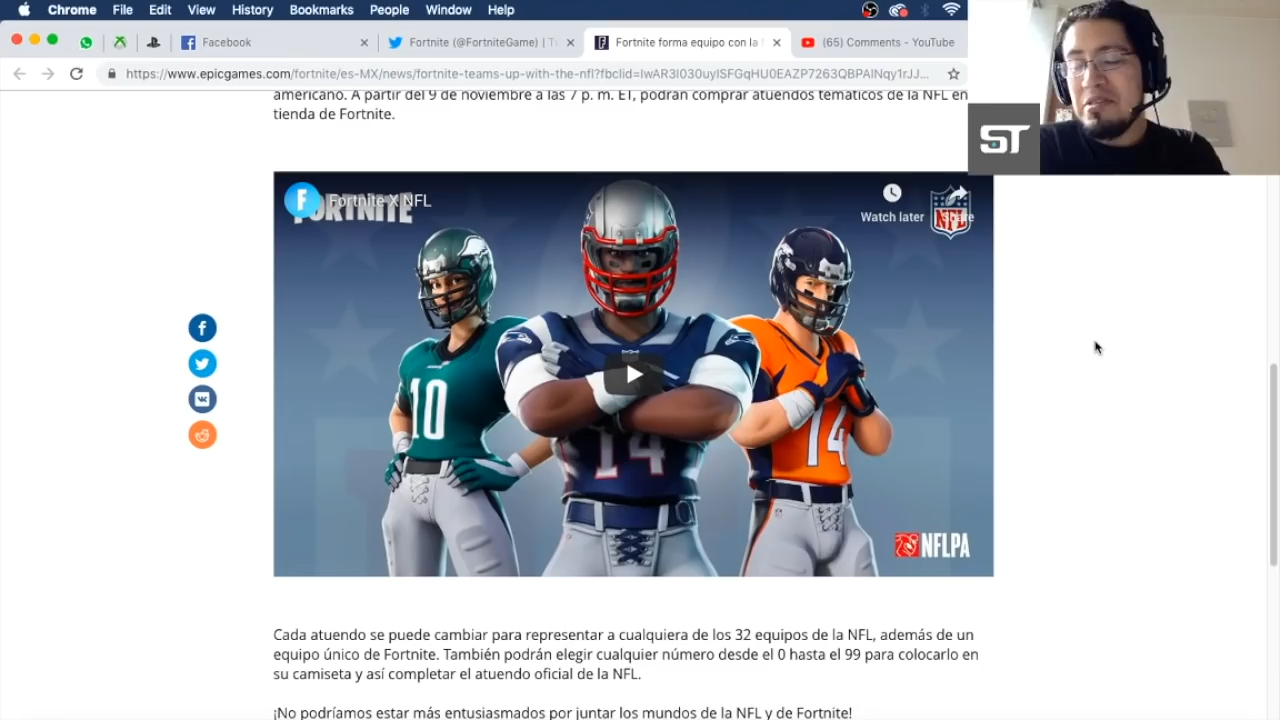 Chrome File Edit View History Bookmarks People Window Help
Facebook
Fortnite (@FortniteGame) | T
Fortnite forma equipo con la
(65) Comments - YouTube
https://www.epicgames.com/fortnite/es-MX/news/fortnite-teams-up-with-the-nfl?fbclid=
americano. A partir del 9 de noviembre a las 7 p. m. ET, podrán comprar atuendos temáticos de la NFL en
tienda de Fortnite.
ST
FORTNITE
Fortnite X NFL
Watch later
Share
NFL
10
14
14
NFLPA
Cada atuendo se puede cambiar para representar a cualquiera de los 32 equipos de la NFL, además de un
equipo único de Fortnite. También podrán elegir cualquier número desde el 0 hasta el 99 para colocarlo en
su camiseta y así completar el atuendo oficial de la NFL.
¡No podríamos estar más entusiasmados por juntar los mundos de la NFL y de Fortnite!